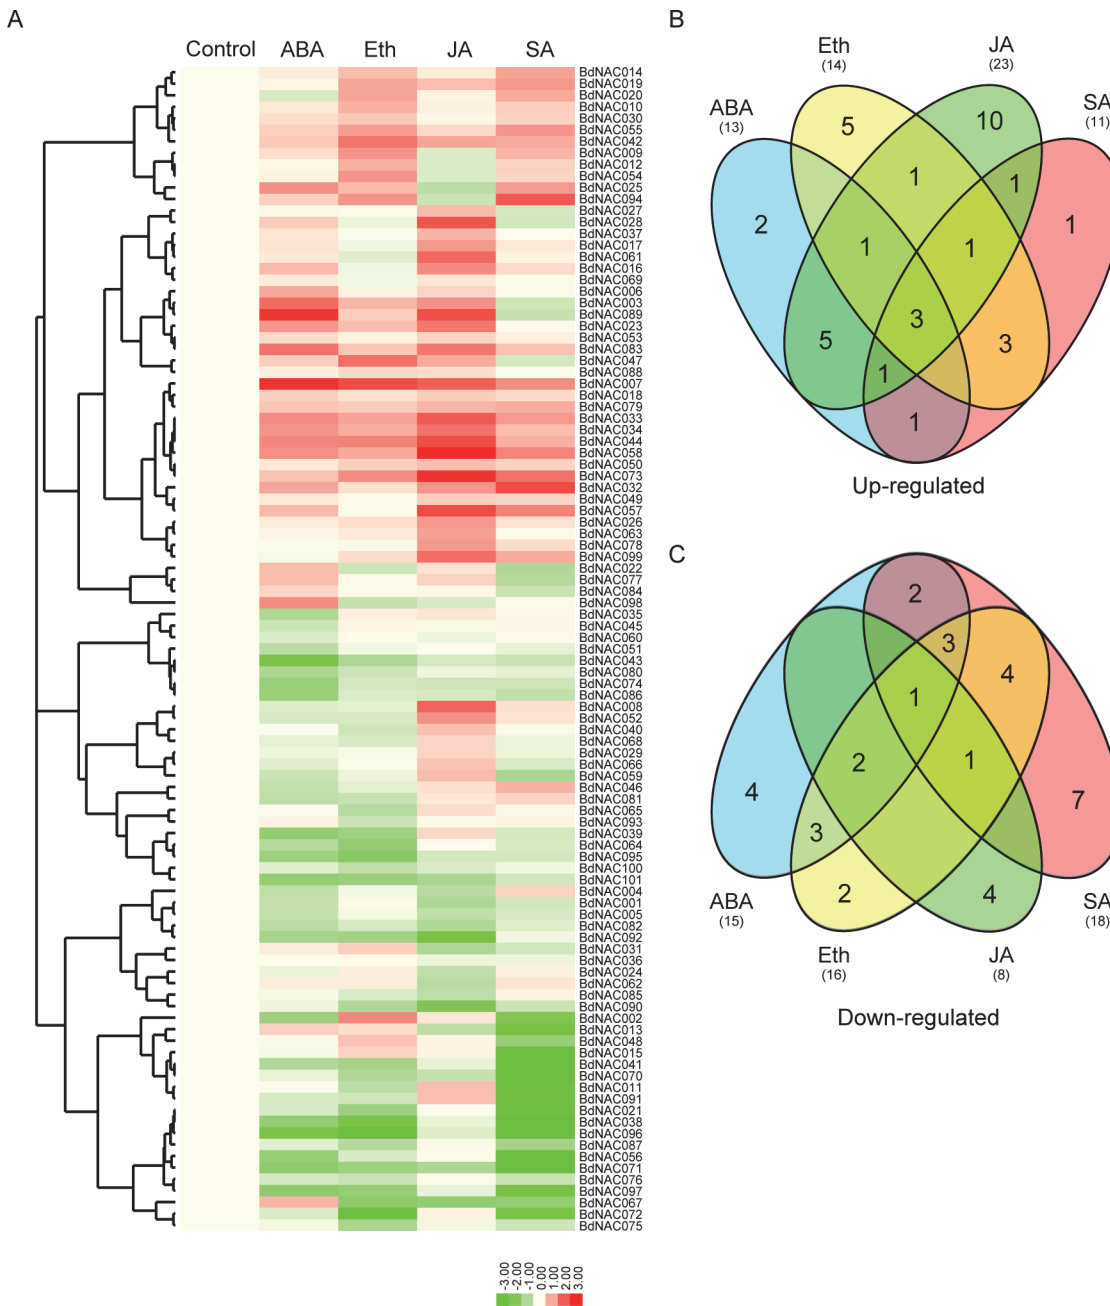 A
Control ABA Eth JA SA
BdNAC014
BdNAC019
BdNAC020
BdNAC010
BdNAC030
BdNAC055
BdNAC042
BdNAC009
BdNAC012
BdNAC054
BdNAC025
BdNAC094
BdNAC027
BdNAC028
BdNAC037
BdNAC017
BdNAC061
BdNAC016
BdNAC069
BdNAC006
BdNAC003
BdNAC089
BdNAC023
BdNAC053
BdNAC083
BdNAC047
BdNAC088
BdNAC007
BdNAC018
BdNAC079
BdNAC033
BdNAC034
BdNAC044
BdNAC058
BdNAC050
BdNAC073
BdNAC032
BdNAC049
BdNAC057
BdNAC026
BdNAC063
BdNAC078
BdNAC099
BdNAC022
BdNAC077
BdNAC084
BdNAC098
BdNAC035
BdNAC045
BdNAC060
BdNAC051
BdNAC043
BdNAC080
BdNAC074
BdNAC086
BdNAC008
BdNAC052
BdNAC040
BdNAC068
BdNAC029
BdNAC066
BdNAC059
BdNAC046
BdNAC081
BdNAC065
BdNAC093
BdNAC039
BdNAC064
BdNAC095
BdNAC100
BdNAC101
BdNAC004
BdNAC001
BdNAC005
BdNAC082
BdNAC092
BdNAC031
BdNAC036
BdNAC024
BdNAC062
BdNAC085
BdNAC090
BdNAC002
BdNAC013
BdNAC048
BdNAC015
BdNAC041
BdNAC070
BdNAC011
BdNAC091
BdNAC021
BdNAC038
BdNAC096
BdNAC087
BdNAC056
BdNAC071
BdNAC076
BdNAC097
BdNAC067
BdNAC072
BdNAC075
-3.00
-2.00
-1.00
0.00
1.00
2.00
3.00
B
Eth
(14)
JA
(23)
ABA
(13)
SA
(11)
5
10
1
1
2
1
1
1
3
5
3
1
1
Up-regulated
C
2
3
4
1
2
1
4
7
3
2
4
ABA
(15)
SA
(18)
Eth
(16)
JA
(8)
Down-regulated